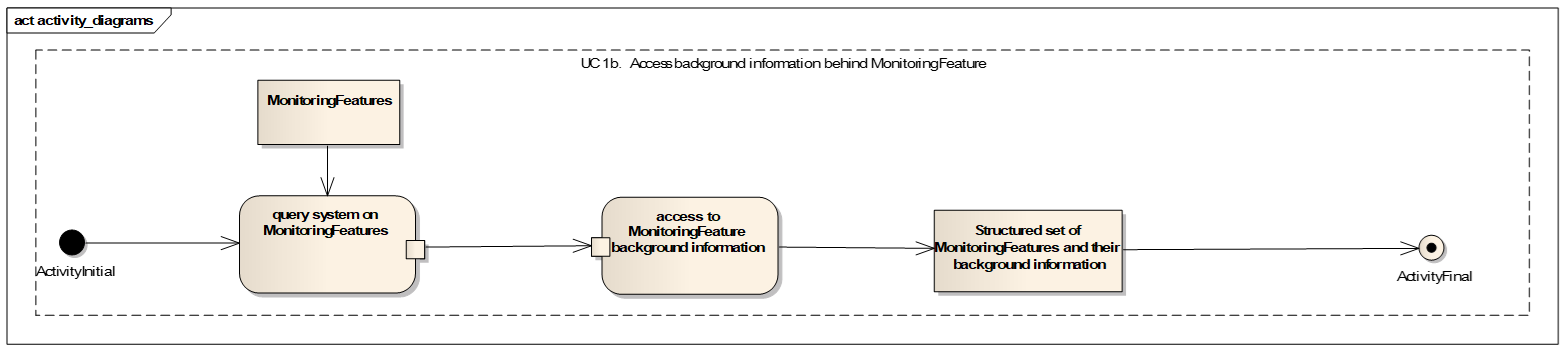 act activity_diagrams
UC 1b. Access background information behind MonitoringFeature
MonitoringFeatures
query system on
MonitoringFeatures
access to
MonitoringFeature
background information
Structured set of
MonitoringFeatures and their
background information
ActivityInitial
ActivityFinal